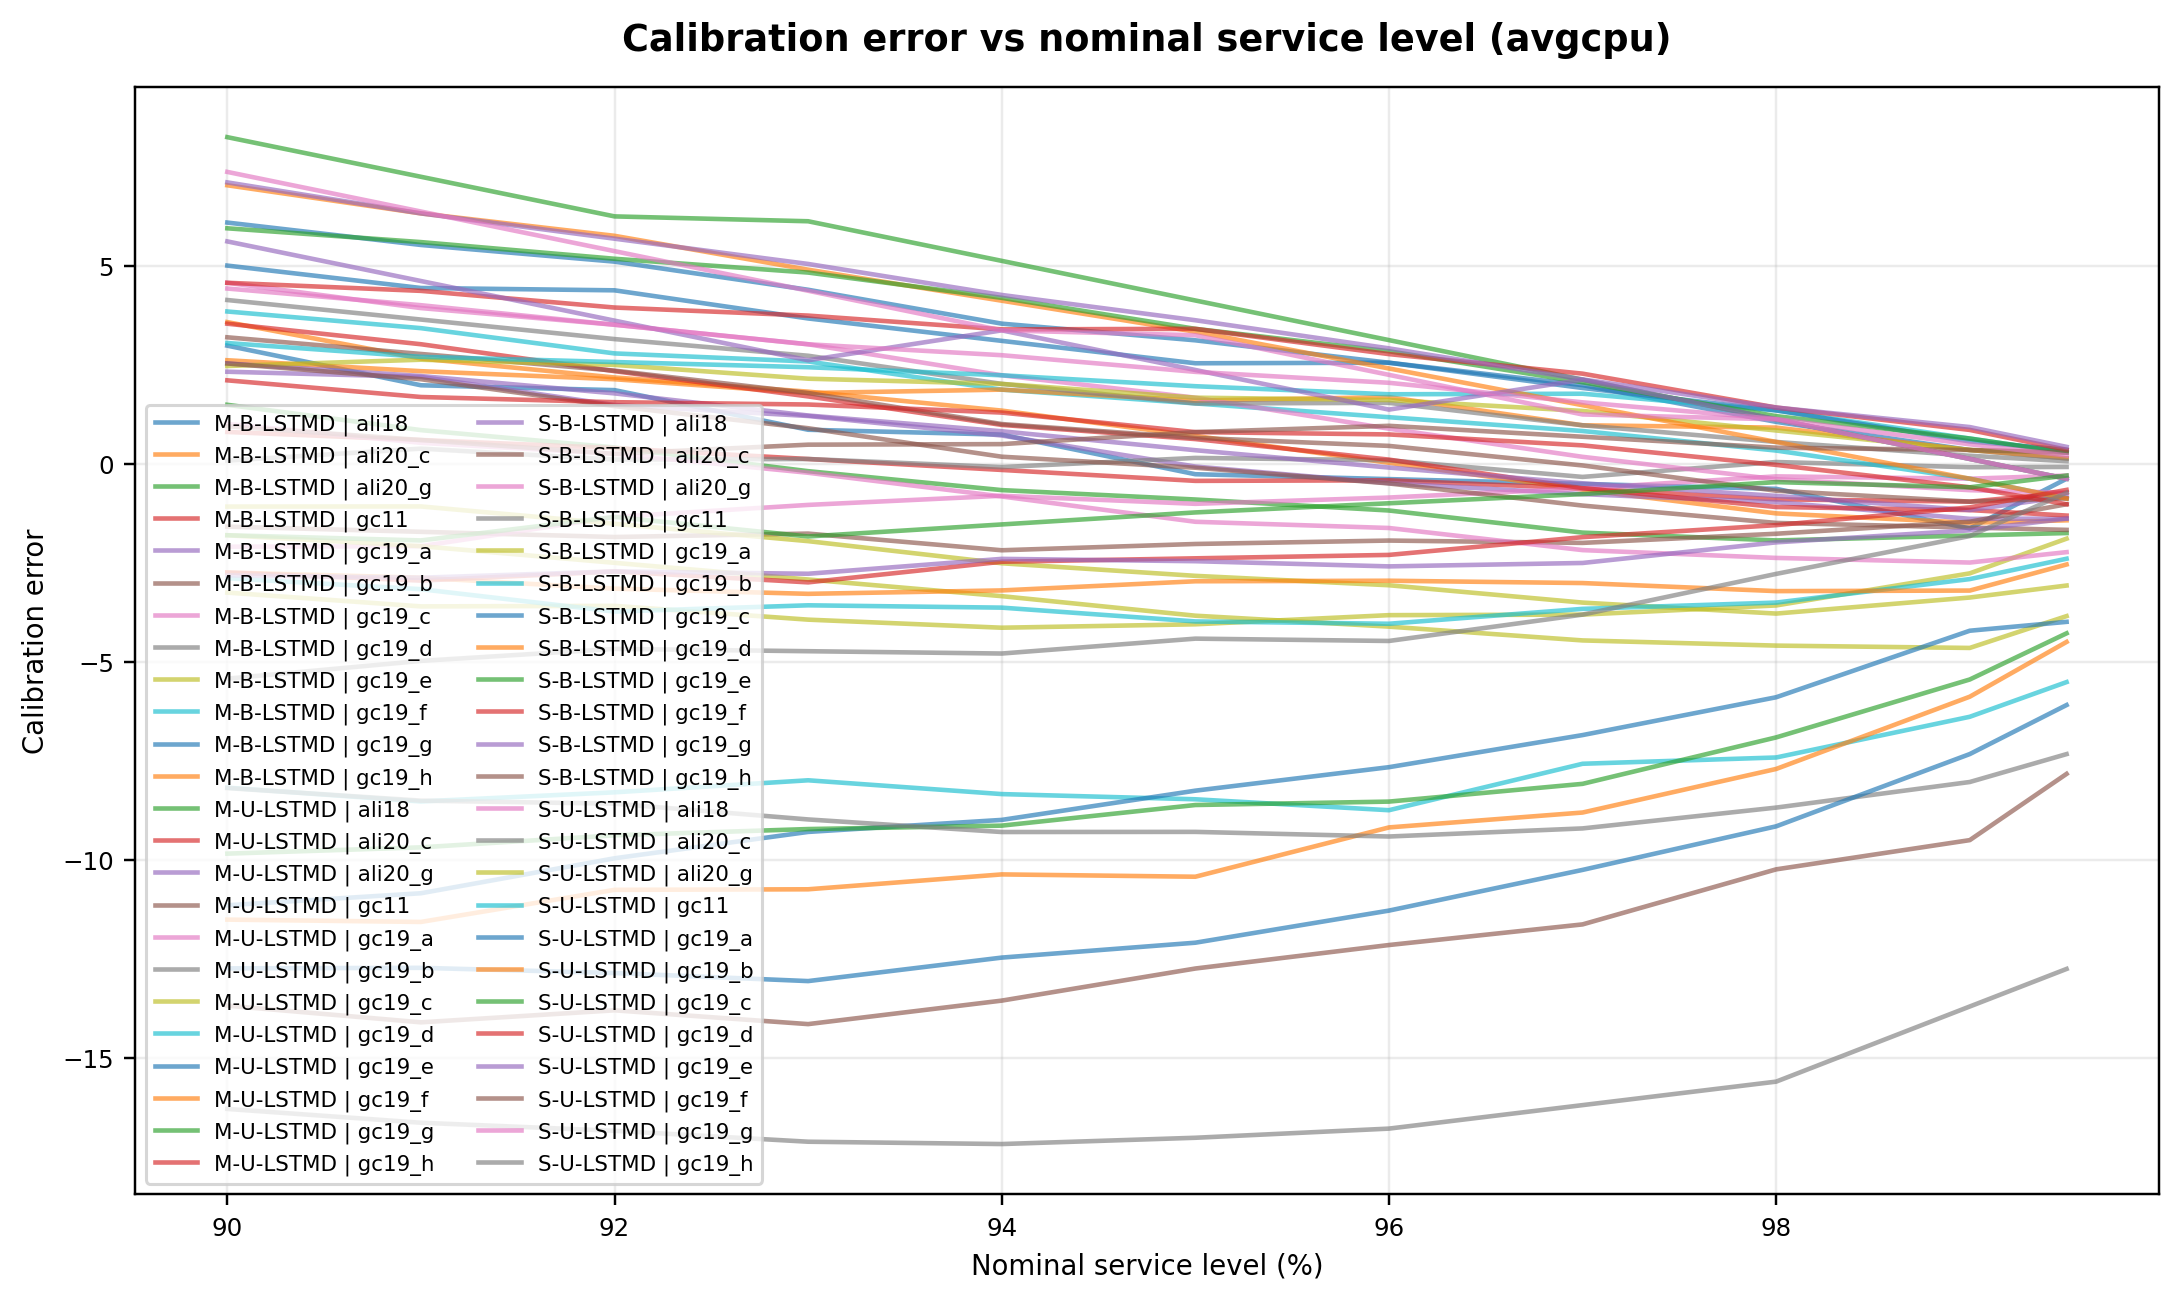 Calibration error vs nominal service level (avgcpu)
Calibration error
5
0
−5
−10
−15
M-B-LSTMD | ali18
M-B-LSTMD | ali20_c
M-B-LSTMD | ali20_g
M-B-LSTMD | gc11
M-B-LSTMD | gc19_a
M-B-LSTMD | gc19_b
M-B-LSTMD | gc19_c
M-B-LSTMD | gc19_d
M-B-LSTMD | gc19_e
M-B-LSTMD | gc19_f
M-B-LSTMD | gc19_g
M-B-LSTMD | gc19_h
M-U-LSTMD | ali18
M-U-LSTMD | ali20_c
M-U-LSTMD | ali20_g
M-U-LSTMD | gc11
M-U-LSTMD | gc19_a
M-U-LSTMD | gc19_b
M-U-LSTMD | gc19_c
M-U-LSTMD | gc19_d
M-U-LSTMD | gc19_e
M-U-LSTMD | gc19_f
M-U-LSTMD | gc19_g
M-U-LSTMD | gc19_h
S-B-LSTMD | ali18
S-B-LSTMD | ali20_c
S-B-LSTMD | ali20_g
S-B-LSTMD | gc11
S-B-LSTMD | gc19_a
S-B-LSTMD | gc19_b
S-B-LSTMD | gc19_c
S-B-LSTMD | gc19_d
S-B-LSTMD | gc19_e
S-B-LSTMD | gc19_f
S-B-LSTMD | gc19_g
S-B-LSTMD | gc19_h
S-U-LSTMD | ali18
S-U-LSTMD | ali20_c
S-U-LSTMD | ali20_g
S-U-LSTMD | gc11
S-U-LSTMD | gc19_a
S-U-LSTMD | gc19_b
S-U-LSTMD | gc19_c
S-U-LSTMD | gc19_d
S-U-LSTMD | gc19_e
S-U-LSTMD | gc19_f
S-U-LSTMD | gc19_g
S-U-LSTMD | gc19_h
90 92 94 96 98
Nominal service level (%)